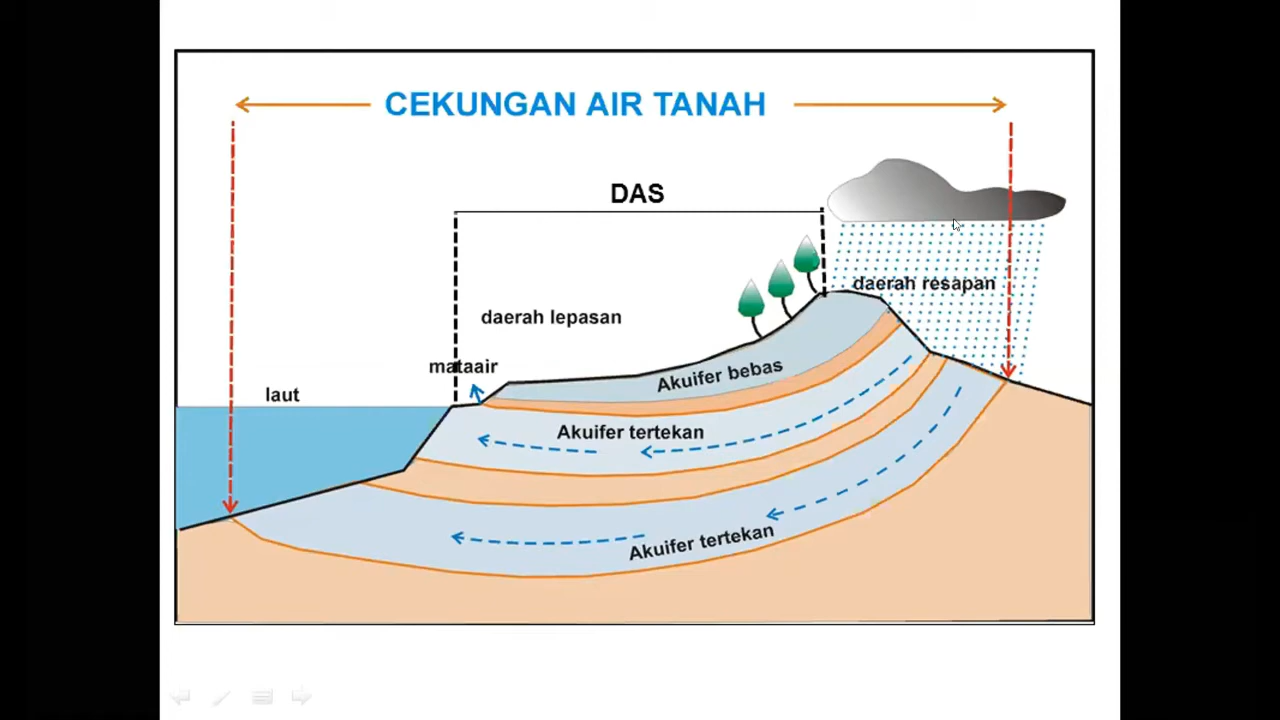 CEKUNGAN AIR TANAH
DAS
daerah resapan
daerah lepasan
mataair
Akuifer bebas
laut
Akuifer tertekan
Akuifer tertekan